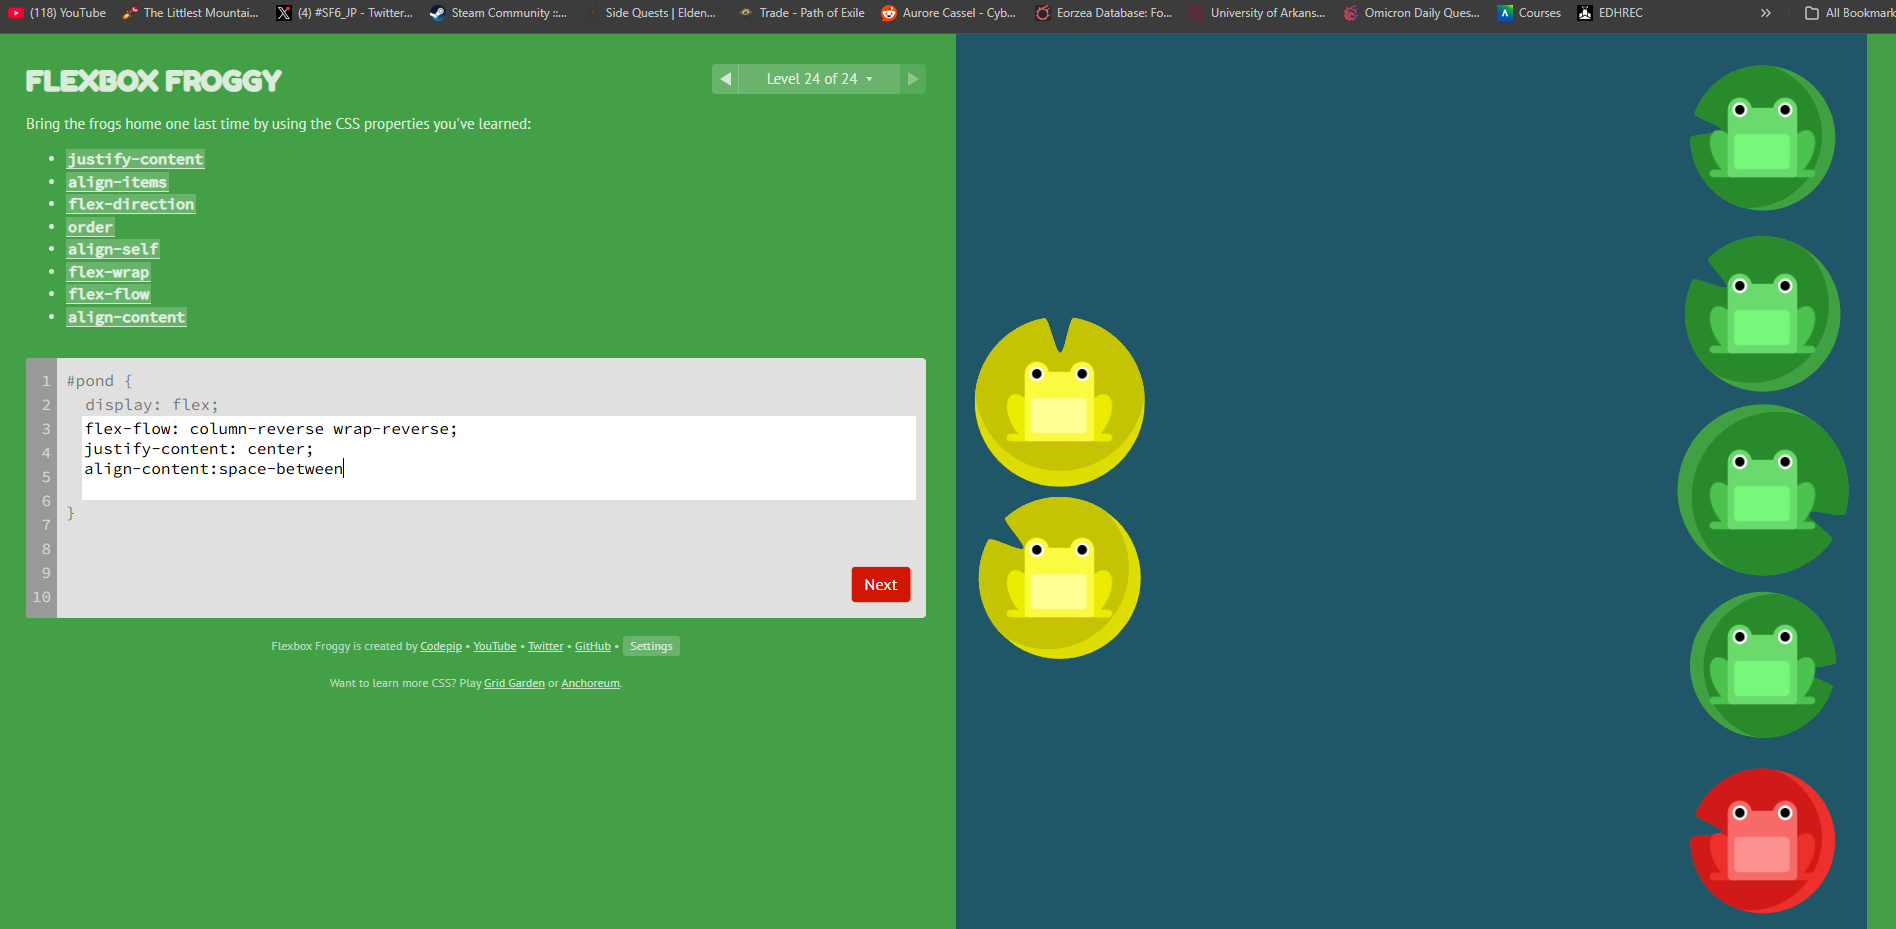 (118) YouTube
The Littlest Mountai...
(4) #SF6_JP - Twitter...
Steam Community ::...
Side Quests | Elden...
Trade - Path of Exile
Aurore Cassel - Cyb...
Eorzea Database: Fo...
University of Arkans...
Omicron Daily Ques...
Courses
EDHREC
»
All Bookmark
FLEXBOX FROGGY
Level 24 of 24
Bring the frogs home one last time by using the CSS properties you've learned:
• justify-content
• align-items
• flex-direction
• order
• align-self
• flex-wrap
• flex-flow
• align-content
1 #pond {
2 display: flex;
3 flex-flow: column-reverse wrap-reverse;
4 justify-content: center;
5 align-content:space-between
6 }
7
8
9
10
Next
Flexbox Froggy is created by Codepip • YouTube • Twitter • GitHub • Settings
Want to learn more CSS? Play Grid Garden or Anchoreum.